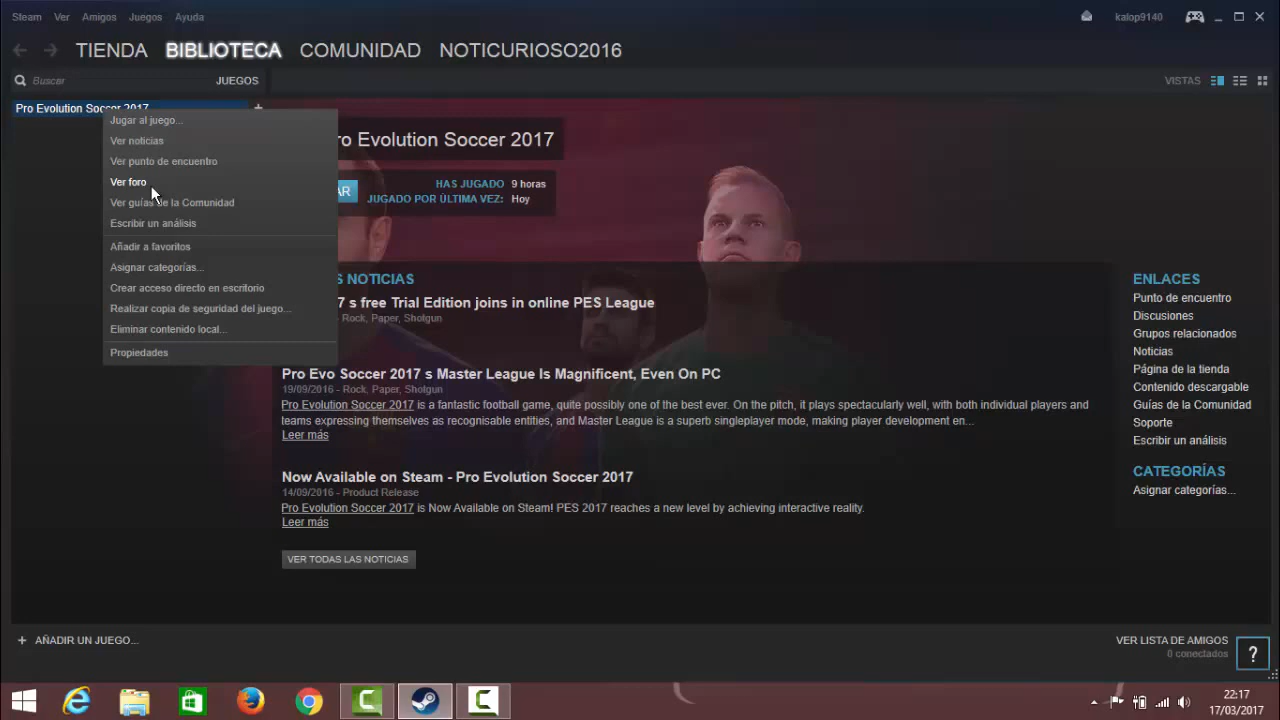 Steam Ver Amigos Juegos Ayuda
kalop9140
TIENDA BIBLIOTECA COMUNIDAD NOTICURIOSO2016
Buscar JUEGOS
VISTAS
Pro Evolution Soccer 2017 +
Jugar al juego...
Ver noticias
Ver punto de encuentro
Ver foro
Ver guías de la Comunidad
Escribir un análisis
Añadir a favoritos
Asignar categorías...
Crear acceso directo en escritorio
Realizar copia de seguridad del juego...
Eliminar contenido local...
Propiedades
ro Evolution Soccer 2017
AR
HAS JUGADO 9 horas
JUGADO POR ÚLTIMA VEZ: Hoy
S NOTICIAS
7 s free Trial Edition joins in online PES League
- Rock, Paper, Shotgun
Pro Evo Soccer 2017 s Master League Is Magnificent, Even On PC
19/09/2016 - Rock, Paper, Shotgun
Pro Evolution Soccer 2017 is a fantastic football game, quite possibly one of the best ever. On the pitch, it plays spectacularly well, with both individual players and
teams expressing themselves as recognisable entities, and Master League is a superb singleplayer mode, making player development en...
Leer más
Now Available on Steam - Pro Evolution Soccer 2017
14/09/2016 - Product Release
Pro Evolution Soccer 2017 is Now Available on Steam! PES 2017 reaches a new level by achieving interactive reality.
Leer más
VER TODAS LAS NOTICIAS
ENLACES
Punto de encuentro
Discusiones
Grupos relacionados
Noticias
Página de la tienda
Contenido descargable
Guías de la Comunidad
Soporte
Escribir un análisis
CATEGORÍAS
Asignar categorías...
+ AÑADIR UN JUEGO...
VER LISTA DE AMIGOS
0 conectados
?
22:17
17/03/2017